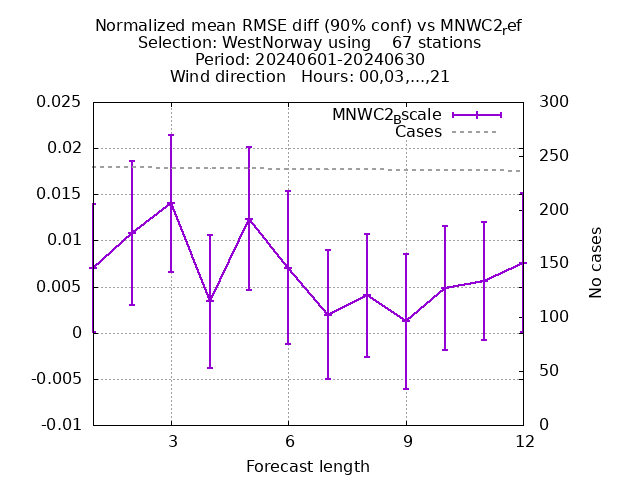 Normalized mean RMSE diff (90% conf) vs MNWC2ref
Selection: WestNorway using 67 stations
Period: 20240601-20240630
Wind direction Hours: 00,03,...,21
MNWC2Bscale
Cases
0.025
0.02
0.015
0.01
0.005
0
-0.005
-0.01
300
250
200
150
100
50
0
No cases
3 6 9 12
Forecast length